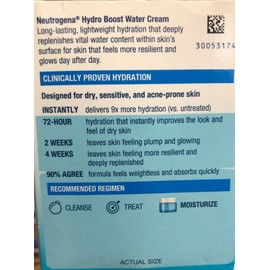 Neutrogena® Hydro Boost Water Cream
Long-lasting, lightweight hydration that deeply
replenishes vital water content within skin's
surface for skin that feels more resilient and
glows day after day.
30053174
CLINICALLY PROVEN HYDRATION
Designed for dry, sensitive, and acne-prone skin
INSTANTLY delivers 9x more hydration (vs. untreated)
72-HOUR hydration that instantly improves the look and
feel of dry skin
2 WEEKS leaves skin feeling plump and glowing
4 WEEKS leaves skin feeling more resilient and
deeply replenished
90% AGREE formula feels weightless and absorbs quickly
RECOMMENDED REGIMEN
CLEANSE TREAT MOISTURIZE
ACTUAL SIZE